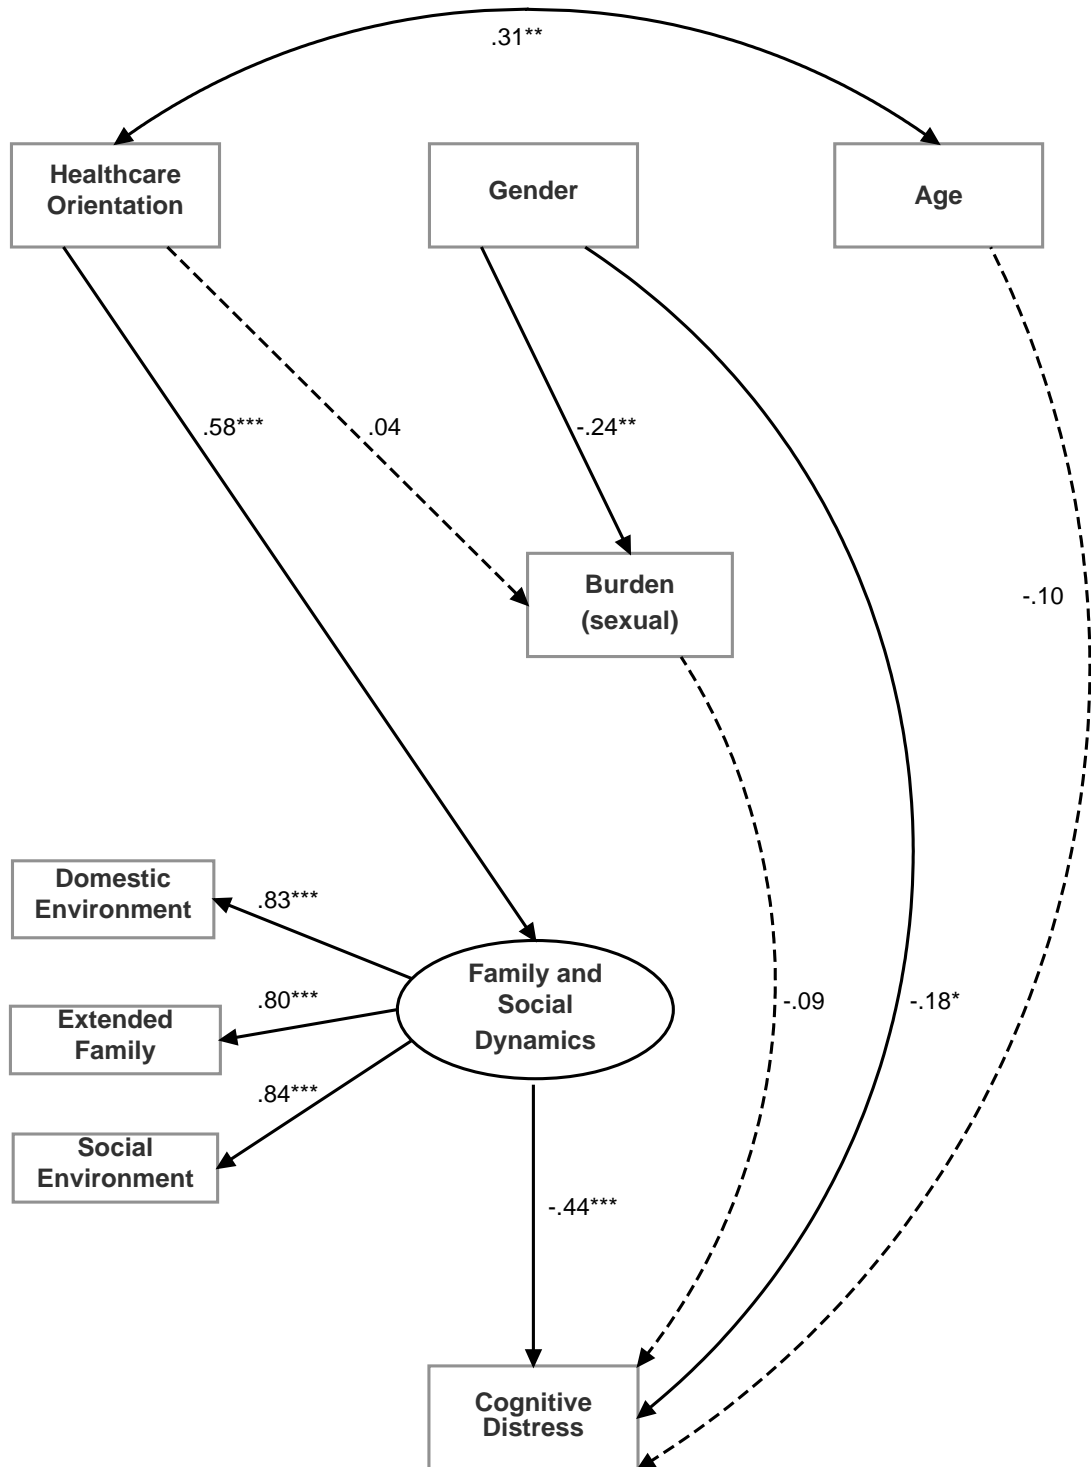 .31**
Healthcare
Orientation
Gender
Age
.58***
.04
-.24**
Burden
(sexual)
-.10
Domestic
Environment
.83***
Family and
Social
Dynamics
Extended
Family
.80***
-.09
-.18*
.84***
Social
Environment
-.44***
Cognitive
Distress